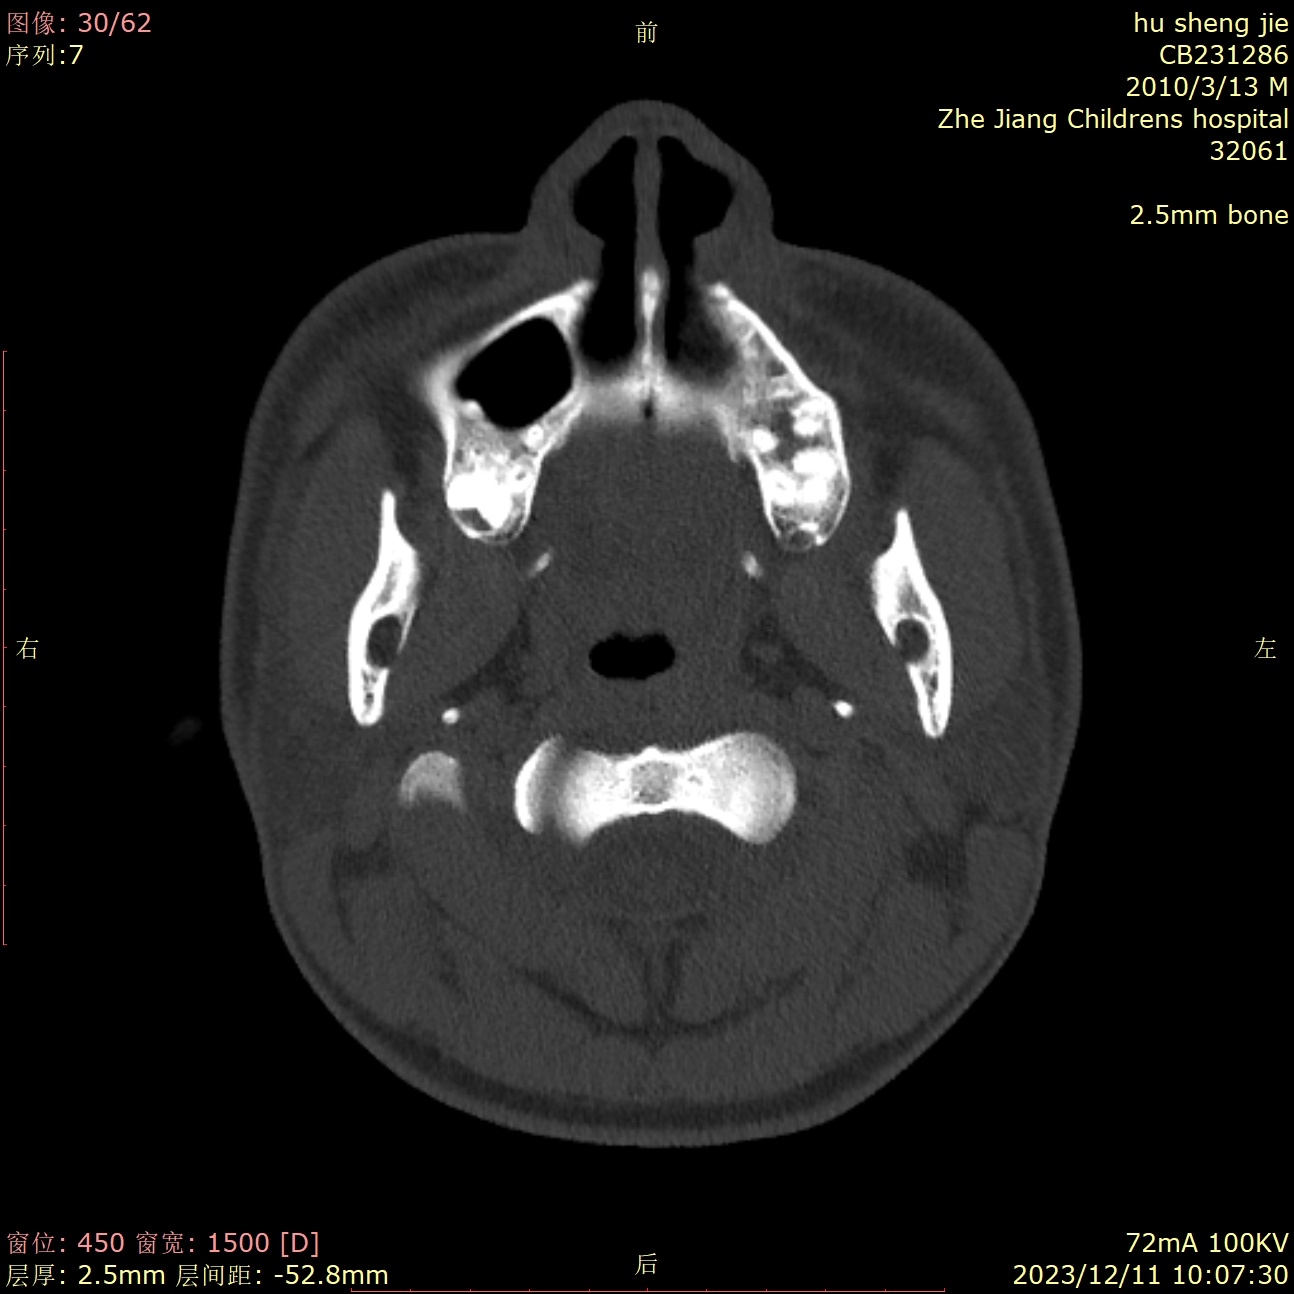 图像: 30/62
序列:7
前
hu sheng jie
CB231286
2010/3/13 M
Zhe Jiang Childrens hospital
32061
2.5mm bone
右
左
窗位: 450 窗宽: 1500 [D]
层厚: 2.5mm 层间距: -52.8mm
后
72mA 100KV
2023/12/11 10:07:30